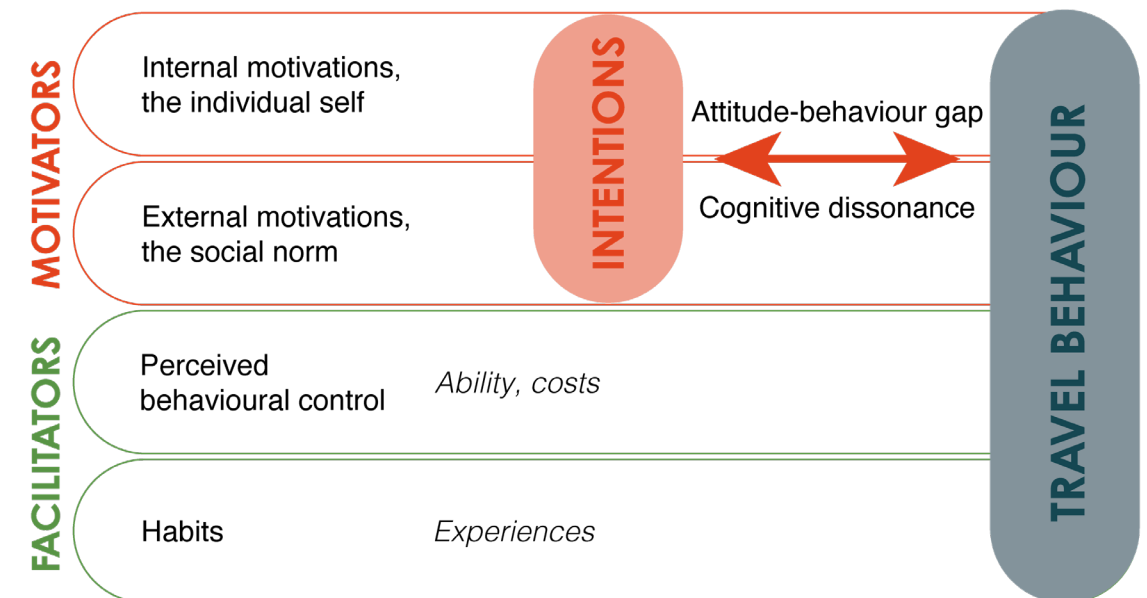 MOTIVATORS
Internal motivations,
the individual self
External motivations,
the social norm
INTENTIONS
Attitude-behaviour gap
Cognitive dissonance
FACILITATORS
Perceived
behavioural control
Ability, costs
Habits
Experiences
TRAVEL BEHAVIOUR